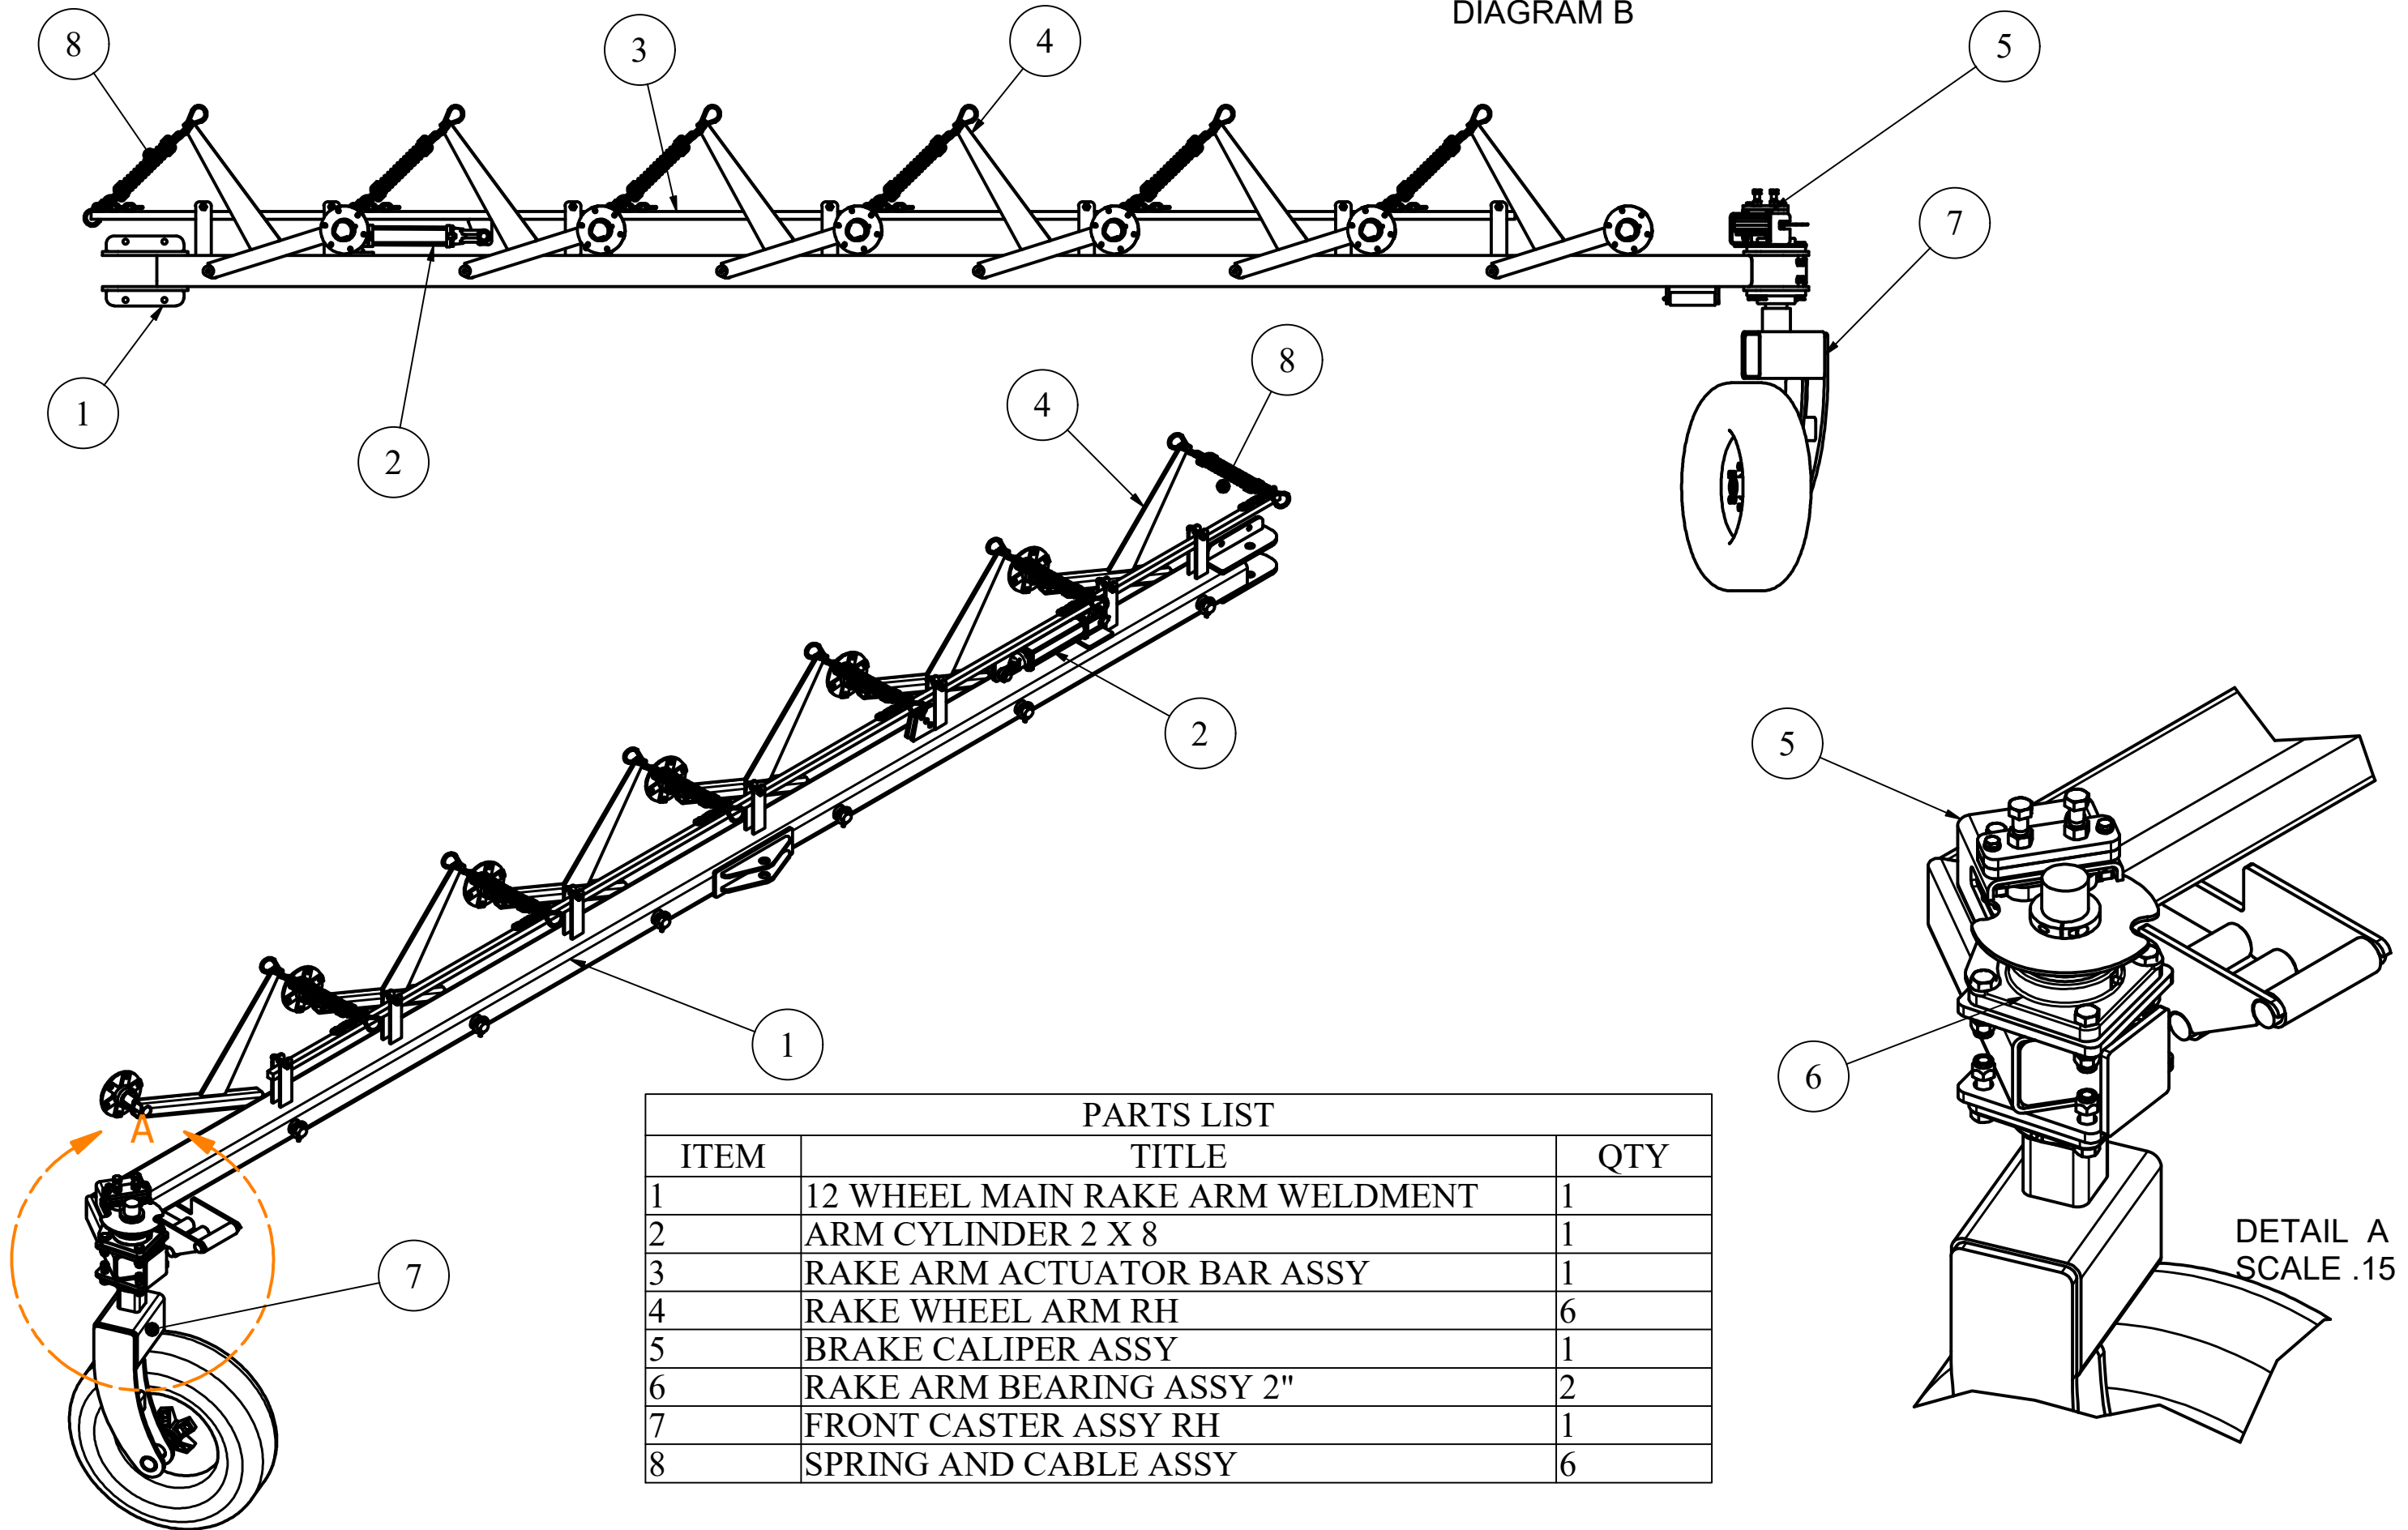 DIAGRAM B
8
3
4
5
7
1
2
8
4
2
5
1
6
A
7
PARTS LIST
ITEM TITLE QTY
1 12 WHEEL MAIN RAKE ARM WELDMENT 1
2 ARM CYLINDER 2 X 8 1
3 RAKE ARM ACTUATOR BAR ASSY 1
4 RAKE WHEEL ARM RH 6
5 BRAKE CALIPER ASSY 1
6 RAKE ARM BEARING ASSY 2" 2
7 FRONT CASTER ASSY RH 1
8 SPRING AND CABLE ASSY 6
DETAIL A
SCALE .15